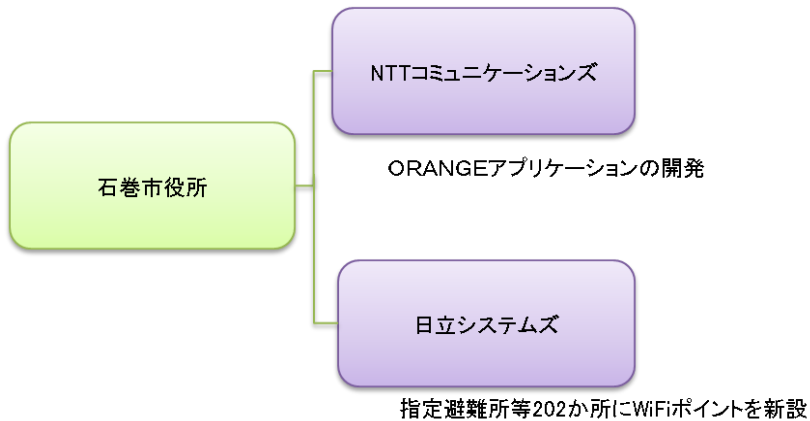 NTTコミュニケーションズ
ORANGEアプリケーションの開発
石巻市役所
日立システムズ
指定避難所等202か所にWiFiポイントを新設